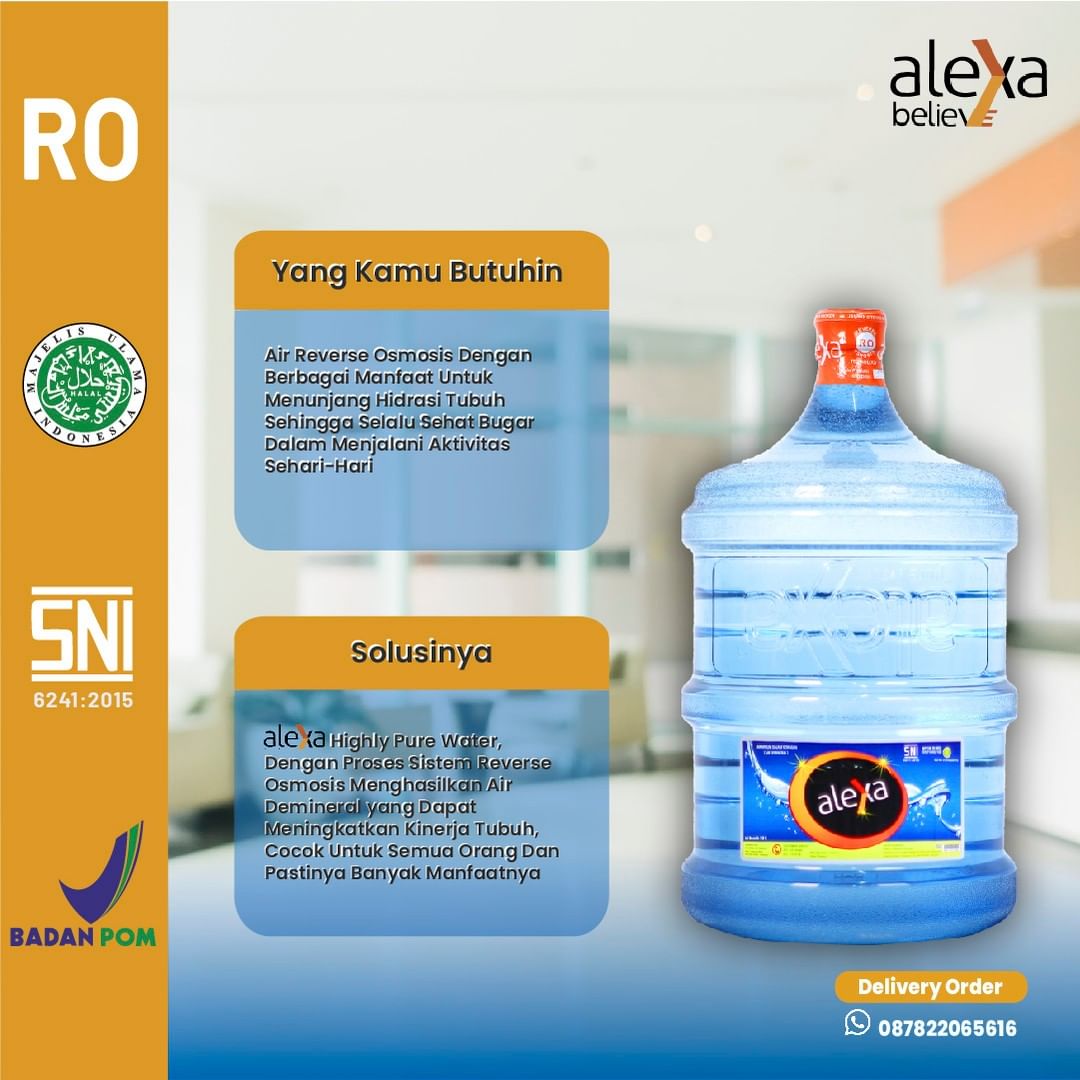 RO
MAJELIS ULAMA
حلال
HALAL
INDONESIA
SNI
6241:2015
BADAN POM
alexa
believe
Yang Kamu Butuhin
Air Reverse Osmosis Dengan
Berbagai Manfaat Untuk
Menunjang Hidrasi Tubuh
Sehingga Selalu Sehat Bugar
Dalam Menjalani Aktivitas
Sehari-Hari
Solusinya
alexa Highly Pure Water,
Dengan Proses Sistem Reverse
Osmosis Menghasilkan Air
Demineral yang Dapat
Meningkatkan Kinerja Tubuh,
Cocok Untuk Semua Orang Dan
Pastinya Banyak Manfaatnya
RO
SNI
alexa
Delivery Order
087822065616